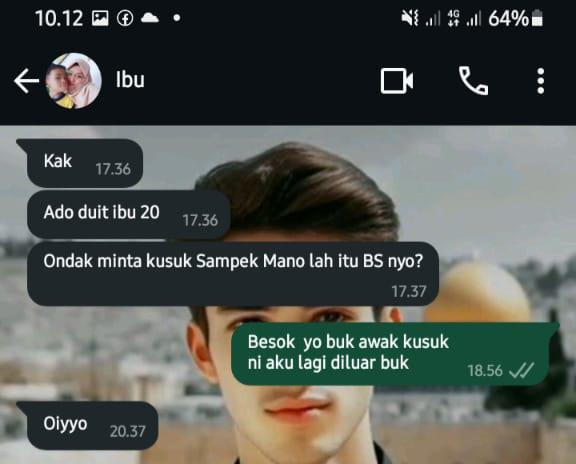 10.12 64%
4G
Ibu
Kak 17.36
Ado duit ibu 20 17.36
Ondak minta kusuk Sampek Mano lah itu BS nyo?
17.37
Besok yo buk awak kusuk
ni aku lagi diluar buk 18.56
Oiyyo 20.37